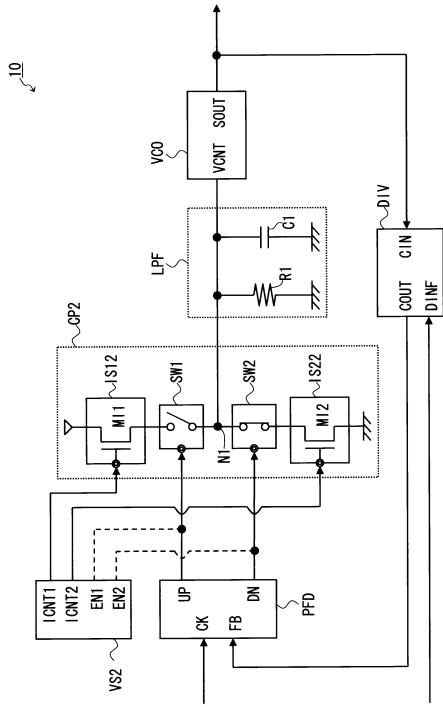 10
VS2
ICNT1
ICNT2
EN1
EN2
CP2
IS12
MI1
SW1
N1
SW2
IS22
MI2
PFD
CK
UP
FB
DN
LPF
R1
C1
VCO
VCNT
SOUT
DIV
COUT
CIN
DINF